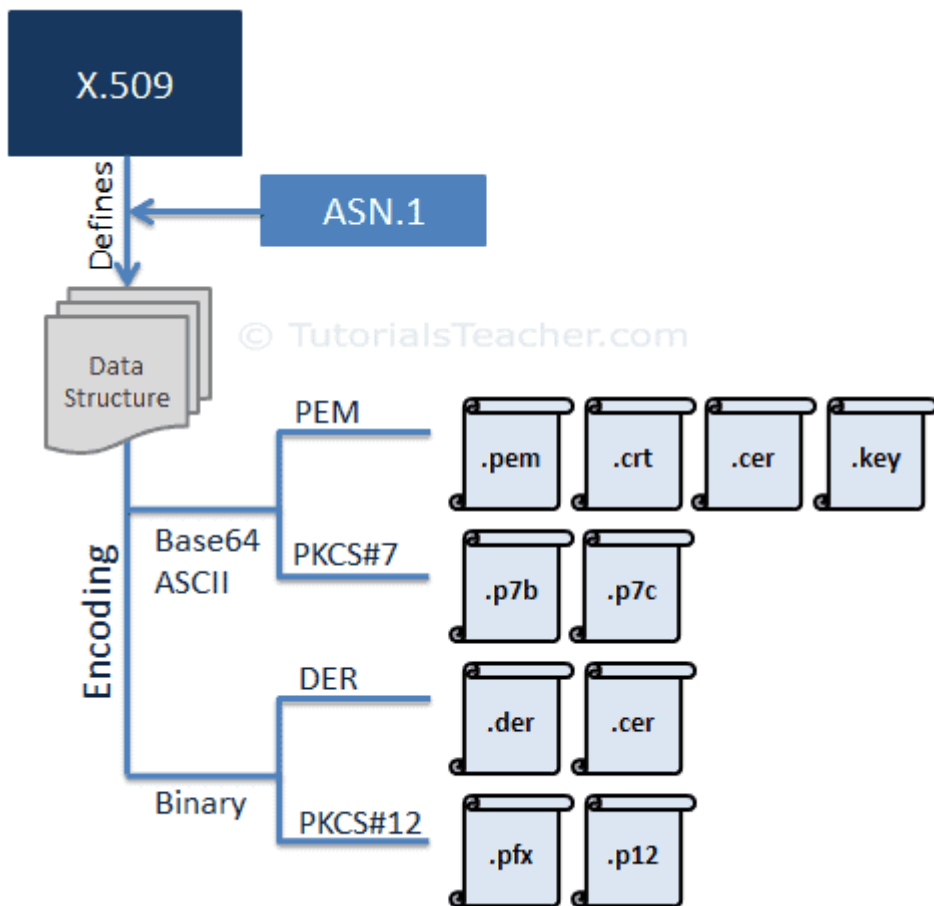 X.509
Defines
ASN.1
© TutorialsTeacher.com
Data
Structure
Encoding
Base64
ASCII
PEM
.pem
.crt
.cer
.key
PKCS#7
.p7b
.p7c
Binary
DER
.der
.cer
PKCS#12
.pfx
.p12